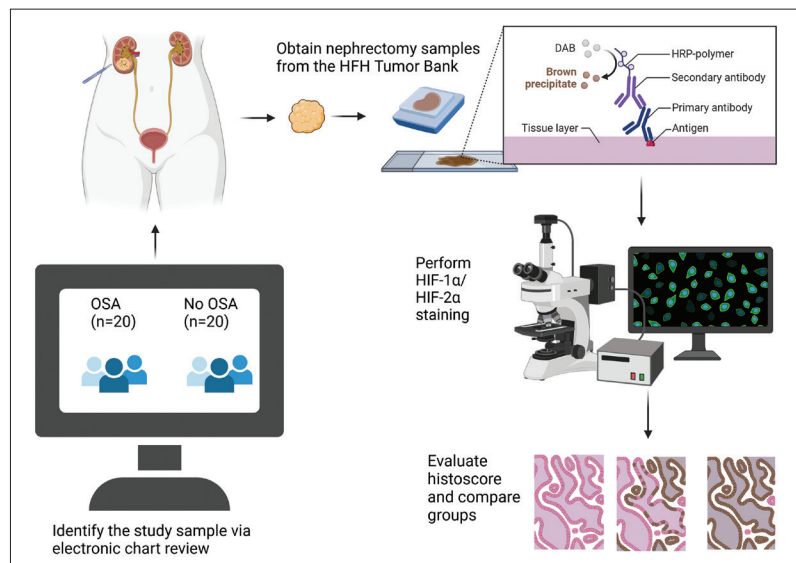 Obtain nephrectomy samples
from the HFH Tumor Bank
DAB
HRP-polymer
Brown
precipitate
Secondary antibody
Primary antibody
Tissue layer
Antigen
Perform
HIF-1α/
HIF-2α
staining
OSA
(n=20)
No OSA
(n=20)
Identify the study sample via
electronic chart review
Evaluate
histoscore
and compare
groups